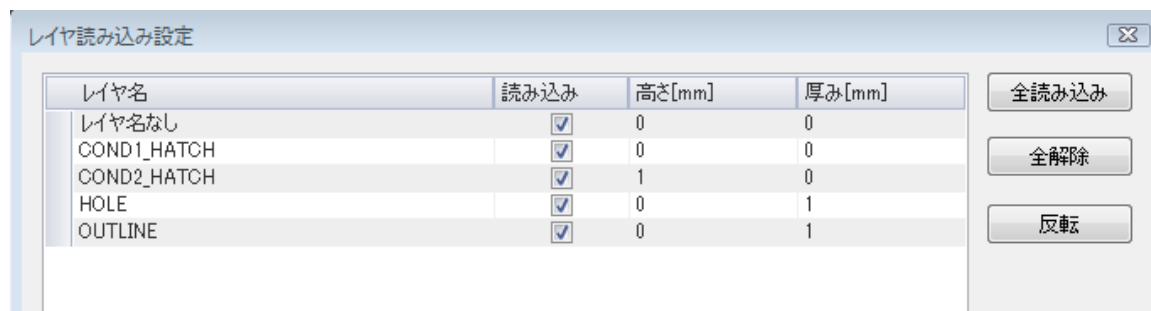 レイヤ読み込み設定
レイヤ名 読み込み 高さ[mm] 厚み[mm] 全読み込み
レイヤ名なし 0 0
COND1_HATCH 0 0 全解除
COND2_HATCH 1 0
HOLE 0 1
OUTLINE 0 1 反転